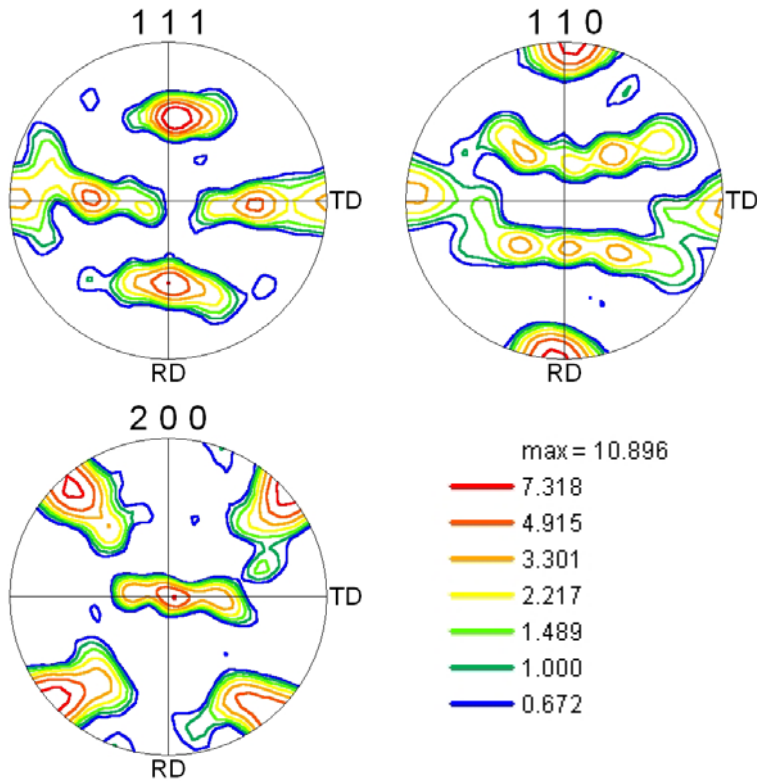 1 1 1
TD
RD
1 1 0
TD
RD
2 0 0
TD
RD
max = 10.896
7.318
4.915
3.301
2.217
1.489
1.000
0.672